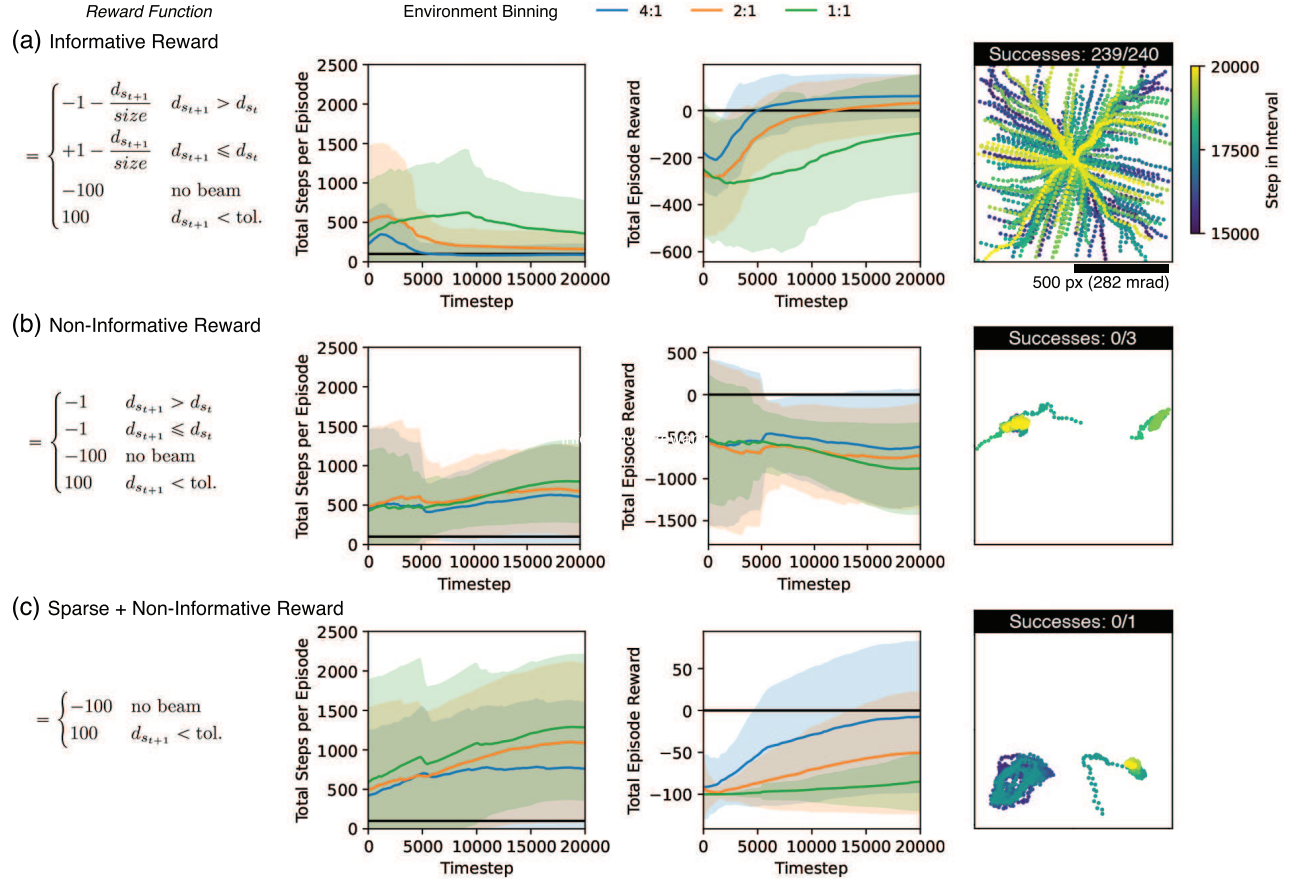 Reward Function
Environment Binning
4:1
2:1
1:1
(a) Informative Reward
= { −1 − d_{s_{t+1}}/size   d_{s_{t+1}} > d_{s_t}
+1 − d_{s_{t+1}}/size   d_{s_{t+1}} ⩽ d_{s_t}
−100   no beam
100   d_{s_{t+1}} < tol.
Total Steps per Episode
2500
2000
1500
1000
500
0
0 5000 10000 15000 20000
Timestep
Total Episode Reward
0
−200
−400
−600
0 5000 10000 15000 20000
Timestep
Successes: 239/240
500 px (282 mrad)
20000
17500
15000
Step in Interval
(b) Non-Informative Reward
= { −1   d_{s_{t+1}} > d_{s_t}
−1   d_{s_{t+1}} ⩽ d_{s_t}
−100   no beam
100   d_{s_{t+1}} < tol.
Total Steps per Episode
2500
2000
1500
1000
500
0
0 5000 10000 15000 20000
Timestep
Total Episode Reward
500
0
−500
−1000
−1500
0 5000 10000 15000 20000
Timestep
Successes: 0/3
(c) Sparse + Non-Informative Reward
= { −100   no beam
100   d_{s_{t+1}} < tol.
Total Steps per Episode
2500
2000
1500
1000
500
0
0 5000 10000 15000 20000
Timestep
Total Episode Reward
50
0
−50
−100
0 5000 10000 15000 20000
Timestep
Successes: 0/1